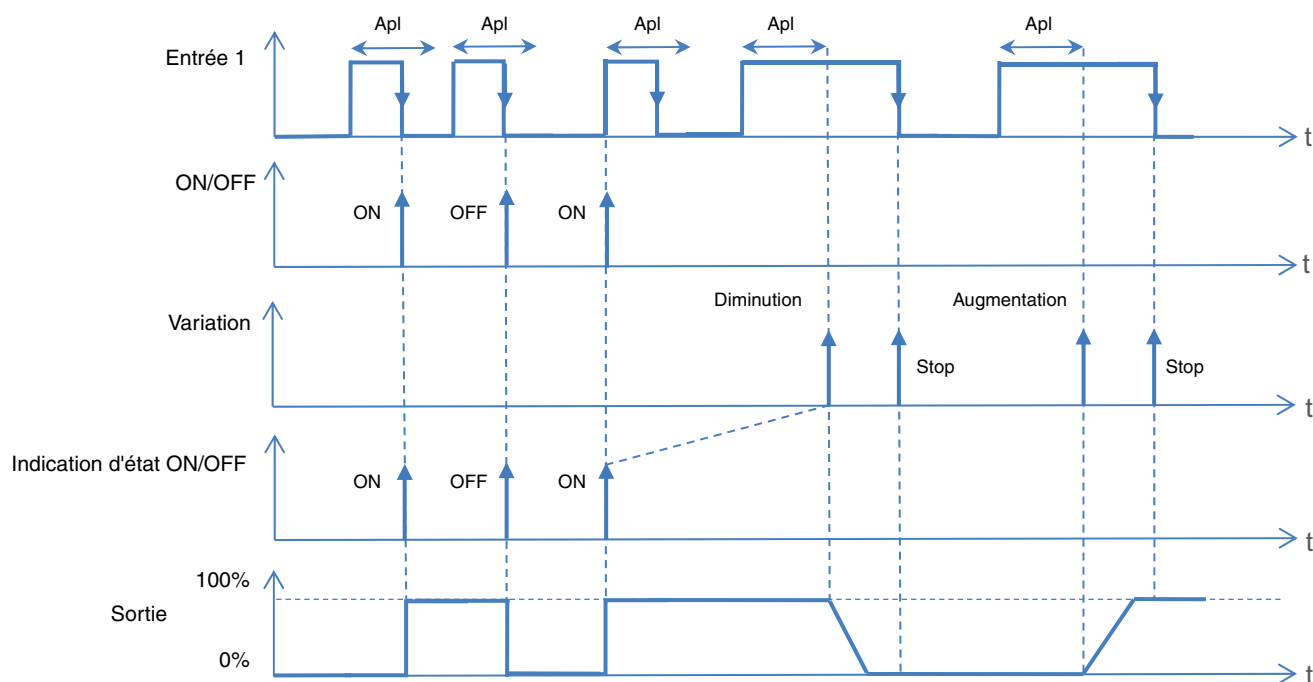 Apl Apl Apl Apl Apl
Entrée 1
t
ON/OFF
ON OFF ON
t
Diminution Augmentation
Variation
Stop Stop
t
Indication d'état ON/OFF
ON OFF ON
t
100%
Sortie
0%
t